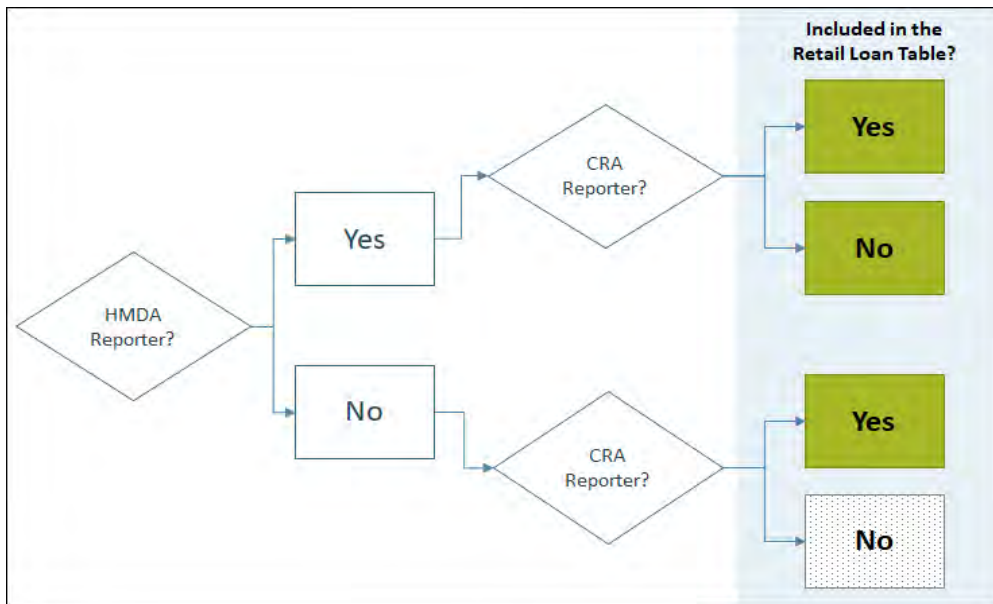 Included in the
Retail Loan Table?
Yes
CRA
Reporter?
Yes
No
HMDA
Reporter?
No
Yes
CRA
Reporter?
No